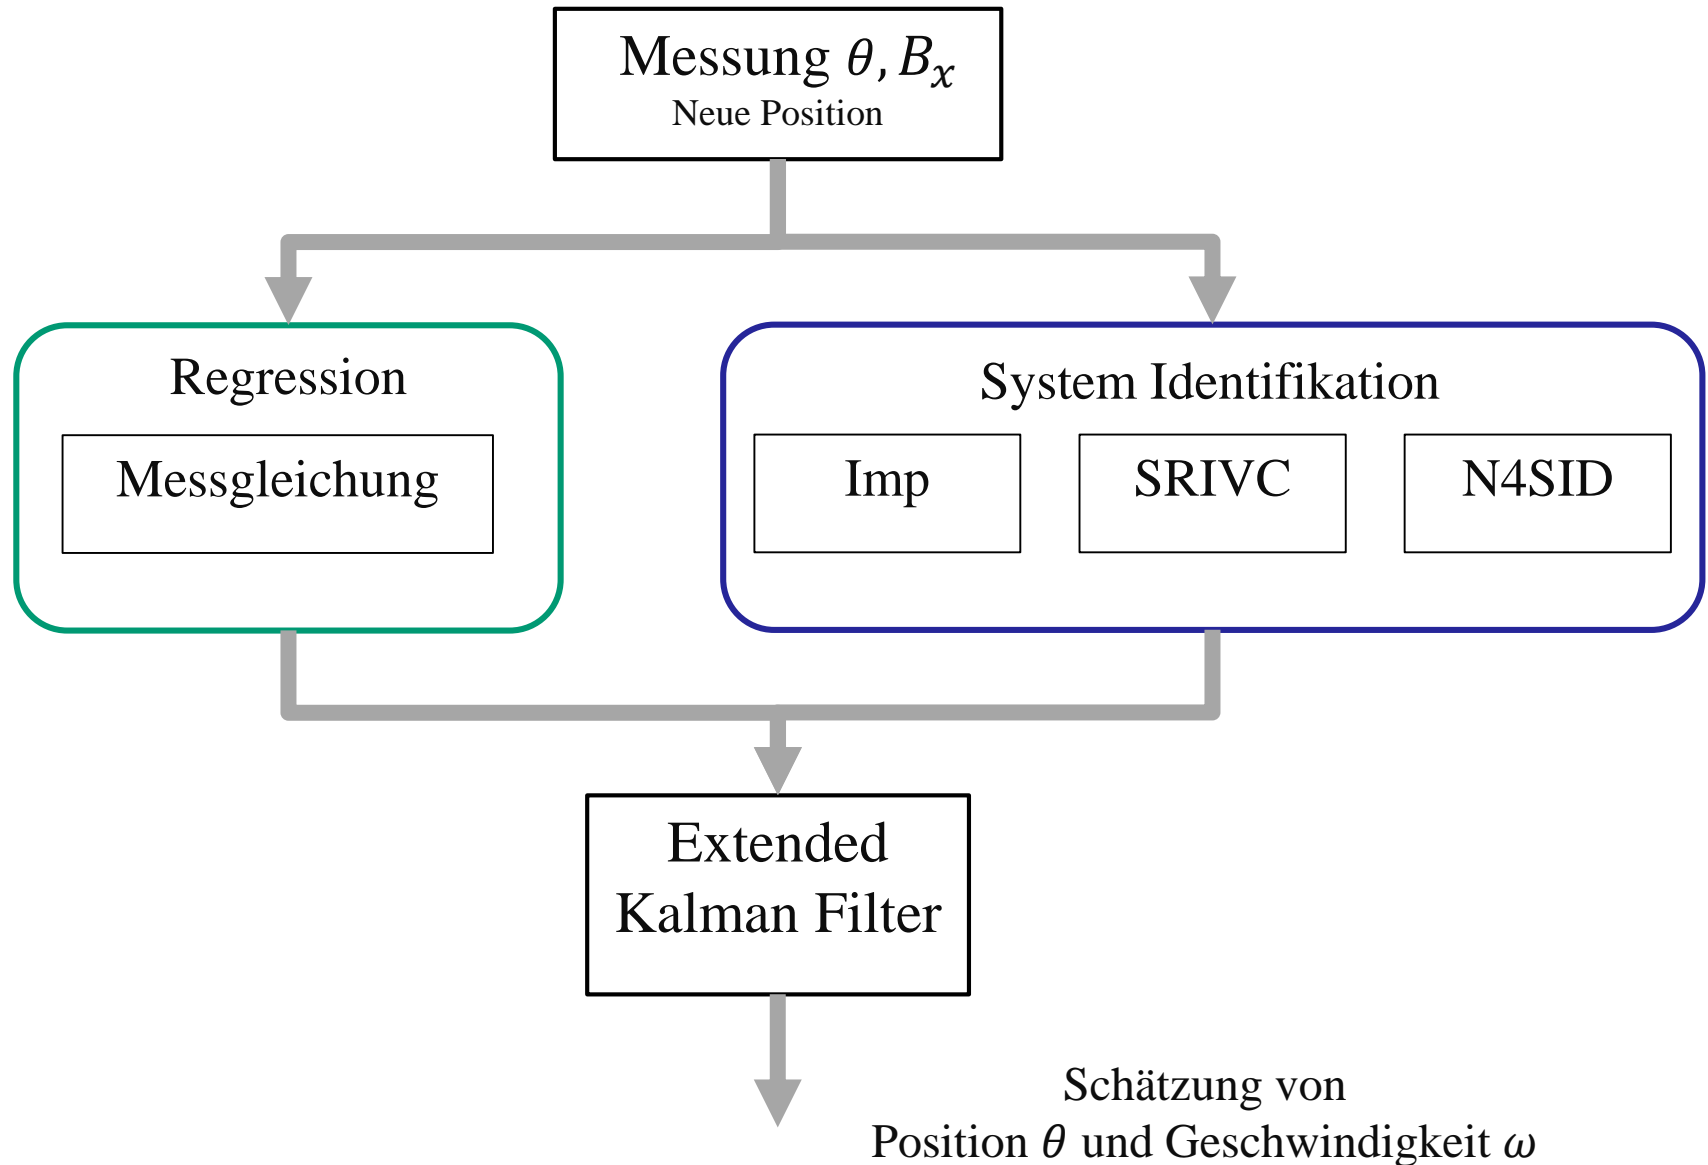 Messung θ, Bₓ
Neue Position
Regression
Messgleichung
System Identifikation
Imp
SRIVC
N4SID
Extended
Kalman Filter
Schätzung von
Position θ und Geschwindigkeit ω